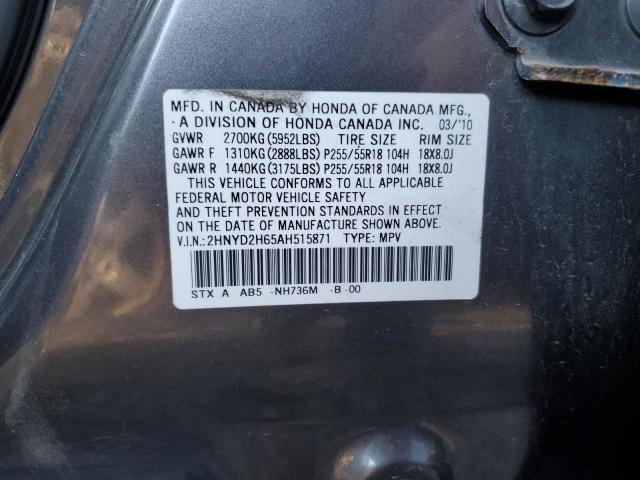 MFD. IN CANADA BY HONDA OF CANADA MFG.,
A DIVISION OF HONDA CANADA INC. 03/'10
GVWR 2700KG (5952LBS) TIRE SIZE RIM SIZE
GAWR F 1310KG (2888LBS) P255/55R18 104H 18X8.0J
GAWR R 1440KG (3175LBS) P255/55R18 104H 18X8.0J
THIS VEHICLE CONFORMS TO ALL APPLICABLE
FEDERAL MOTOR VEHICLE SAFETY
AND THEFT PREVENTION STANDARDS IN EFFECT
ON THE DATE OF MANUFACTURE SHOWN ABOVE.
V.I.N.: 2HNYD2H65AH515871 TYPE: MPV
STX A AB5 -NH736M -B -00